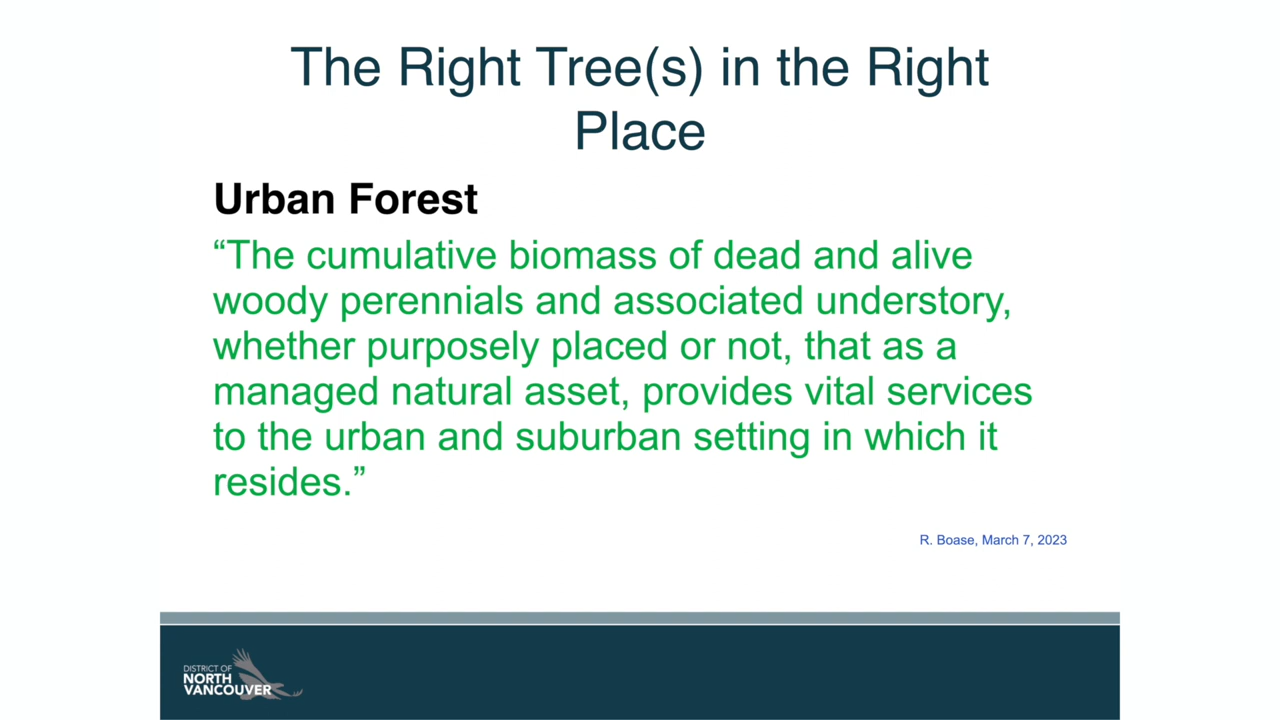 The Right Tree(s) in the Right
Place
Urban Forest
“The cumulative biomass of dead and alive
woody perennials and associated understory,
whether purposely placed or not, that as a
managed natural asset, provides vital services
to the urban and suburban setting in which it
resides.”
R. Boase, March 7, 2023
DISTRICT OF
NORTH
VANCOUVER